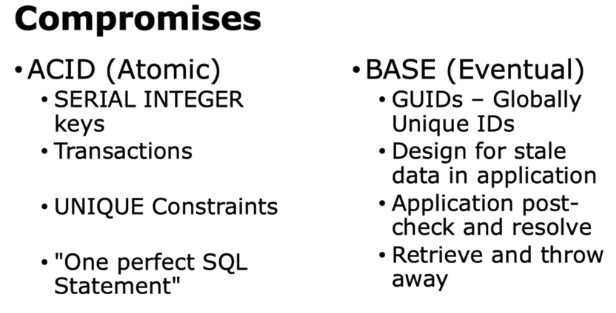 Compromises
• ACID (Atomic)
• SERIAL INTEGER
keys
• Transactions
• UNIQUE Constraints
• "One perfect SQL
Statement"
• BASE (Eventual)
• GUIDs – Globally
Unique IDs
• Design for stale
data in application
• Application post-
check and resolve
• Retrieve and throw
away